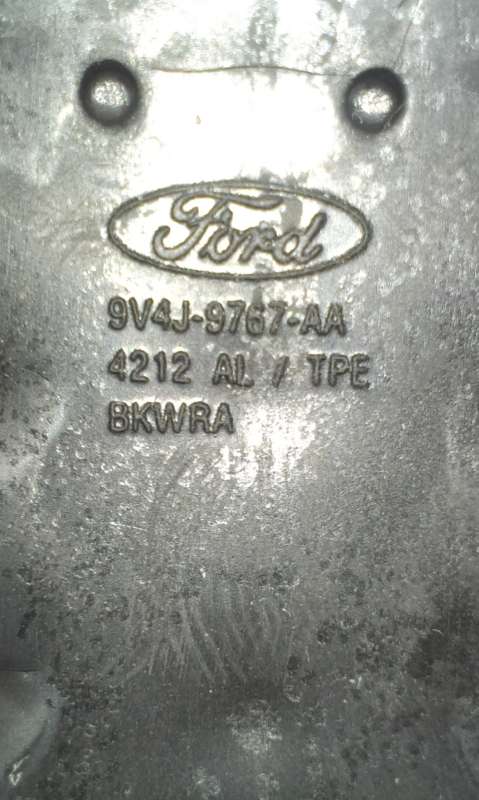 Ford
9V4J-9767-AA
4212 AL / TPE
BKWRA